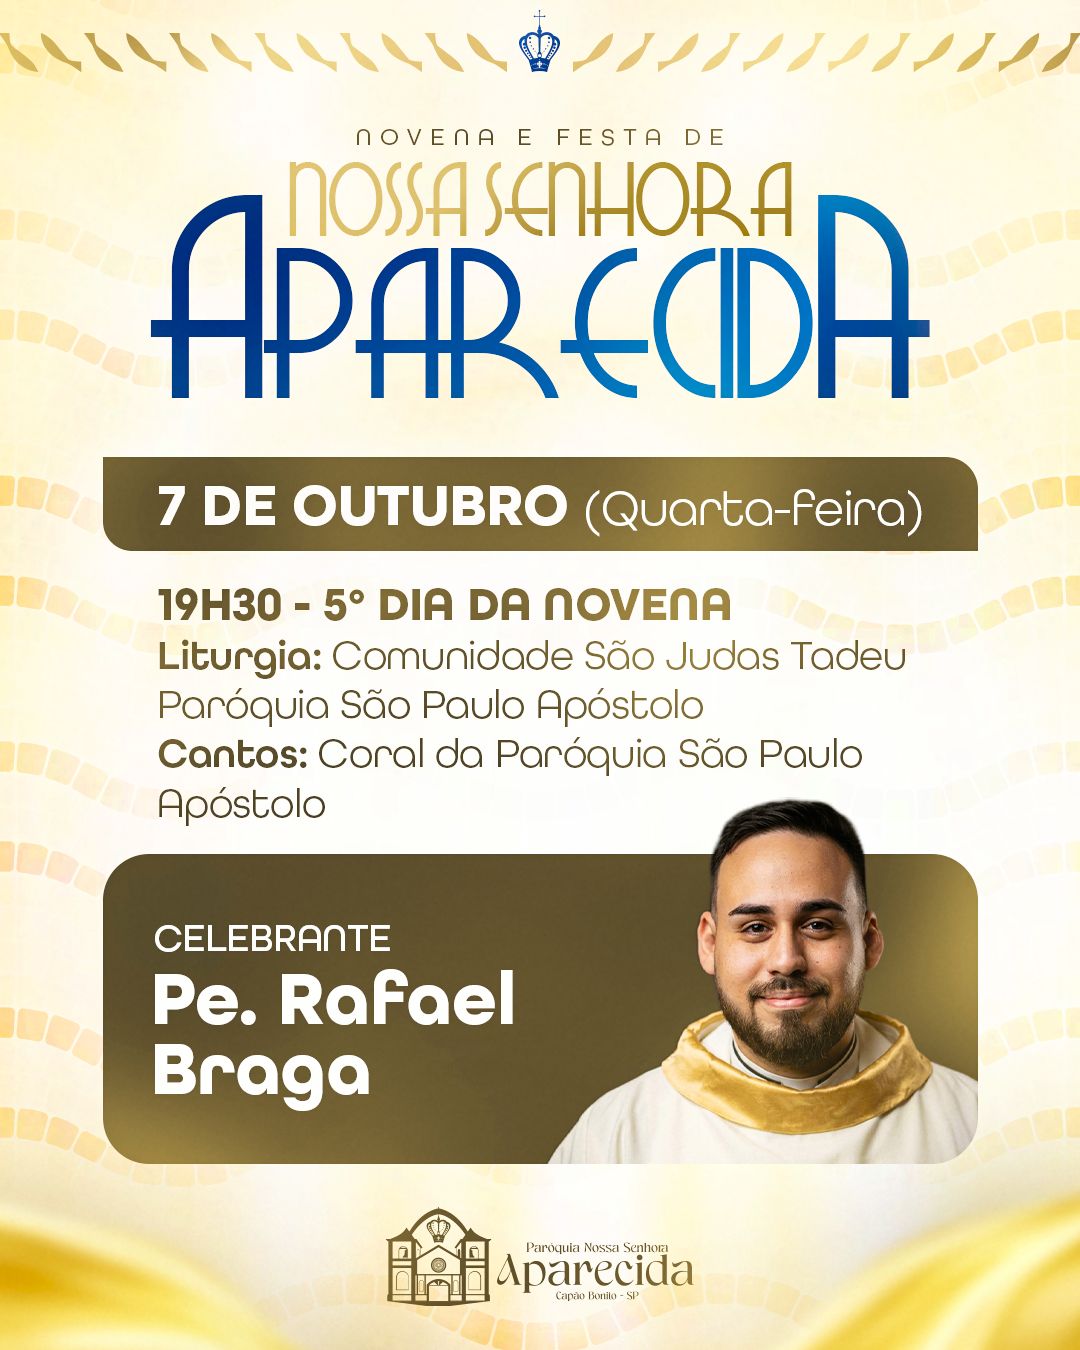 NOVENA E FESTA DE
NOSSA SENHORA
APARECIDA
7 DE OUTUBRO (Quarta-feira)
19H30 - 5º DIA DA NOVENA
Liturgia: Comunidade São Judas Tadeu
Paróquia São Paulo Apóstolo
Cantos: Coral da Paróquia São Paulo
Apóstolo
CELEBRANTE
Pe. Rafael
Braga
Paróquia Nossa Senhora
Aparecida
Capão Bonito - SP